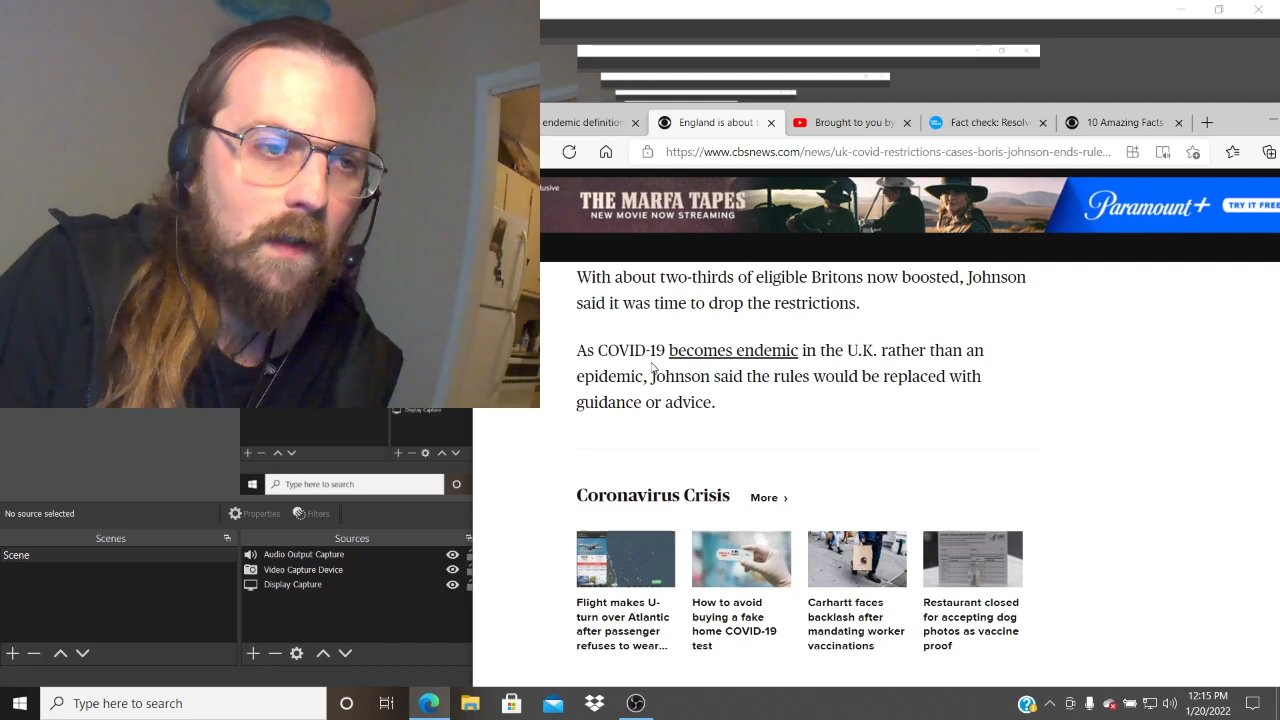 endemic definition
England is about t
Brought to you by
Fact check: Resolv
10 Amazing Facts
https://www.cbsnews.com/news/uk-covid-restrictions-cases-boris-johnson-ends-rule...
lusive
THE MARFA TAPES
NEW MOVIE NOW STREAMING
Paramount+
TRY IT FREE
With about two-thirds of eligible Britons now boosted, Johnson
said it was time to drop the restrictions.
As COVID-19 becomes endemic in the U.K. rather than an
epidemic, Johnson said the rules would be replaced with
guidance or advice.
Coronavirus Crisis
More ›
Flight makes U-
turn over Atlantic
after passenger
refuses to wear...
How to avoid
buying a fake
home COVID-19
test
Carhartt faces
backlash after
mandating worker
vaccinations
Restaurant closed
for accepting dog
photos as vaccine
proof
Display Capture
Type here to search
No source selected
Properties
Filters
Scenes
Sources
Scene
Audio Output Capture
Video Capture Device
Display Capture
Type here to search
12:15 PM
1/20/2022